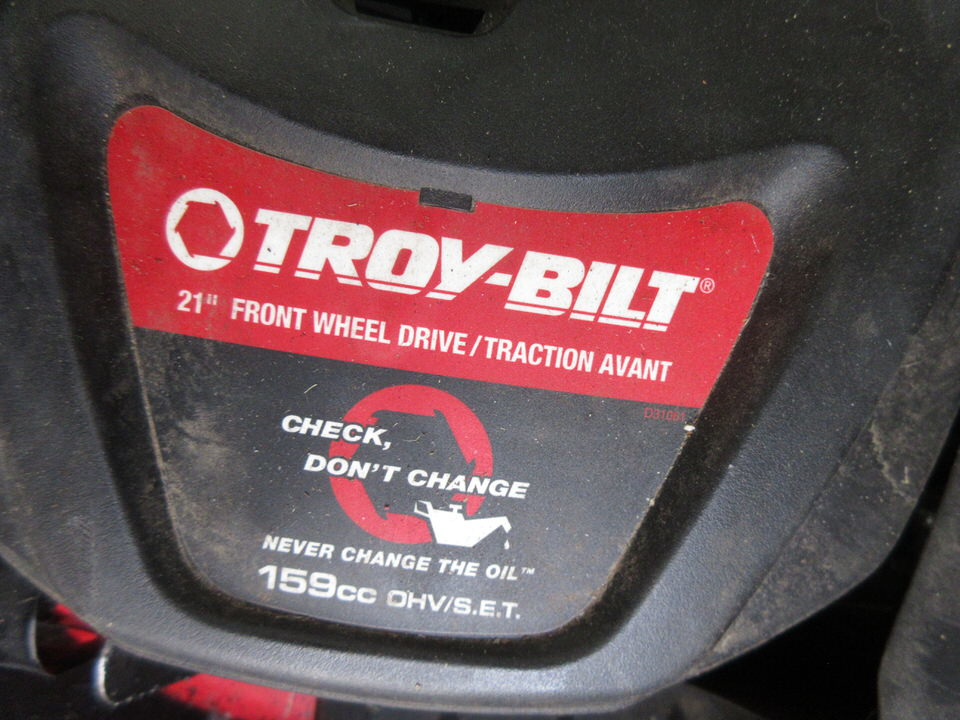 TROY-BILT®
21" FRONT WHEEL DRIVE/TRACTION AVANT
CHECK,
DON'T CHANGE
NEVER CHANGE THE OIL™
159cc OHV/S.E.T.